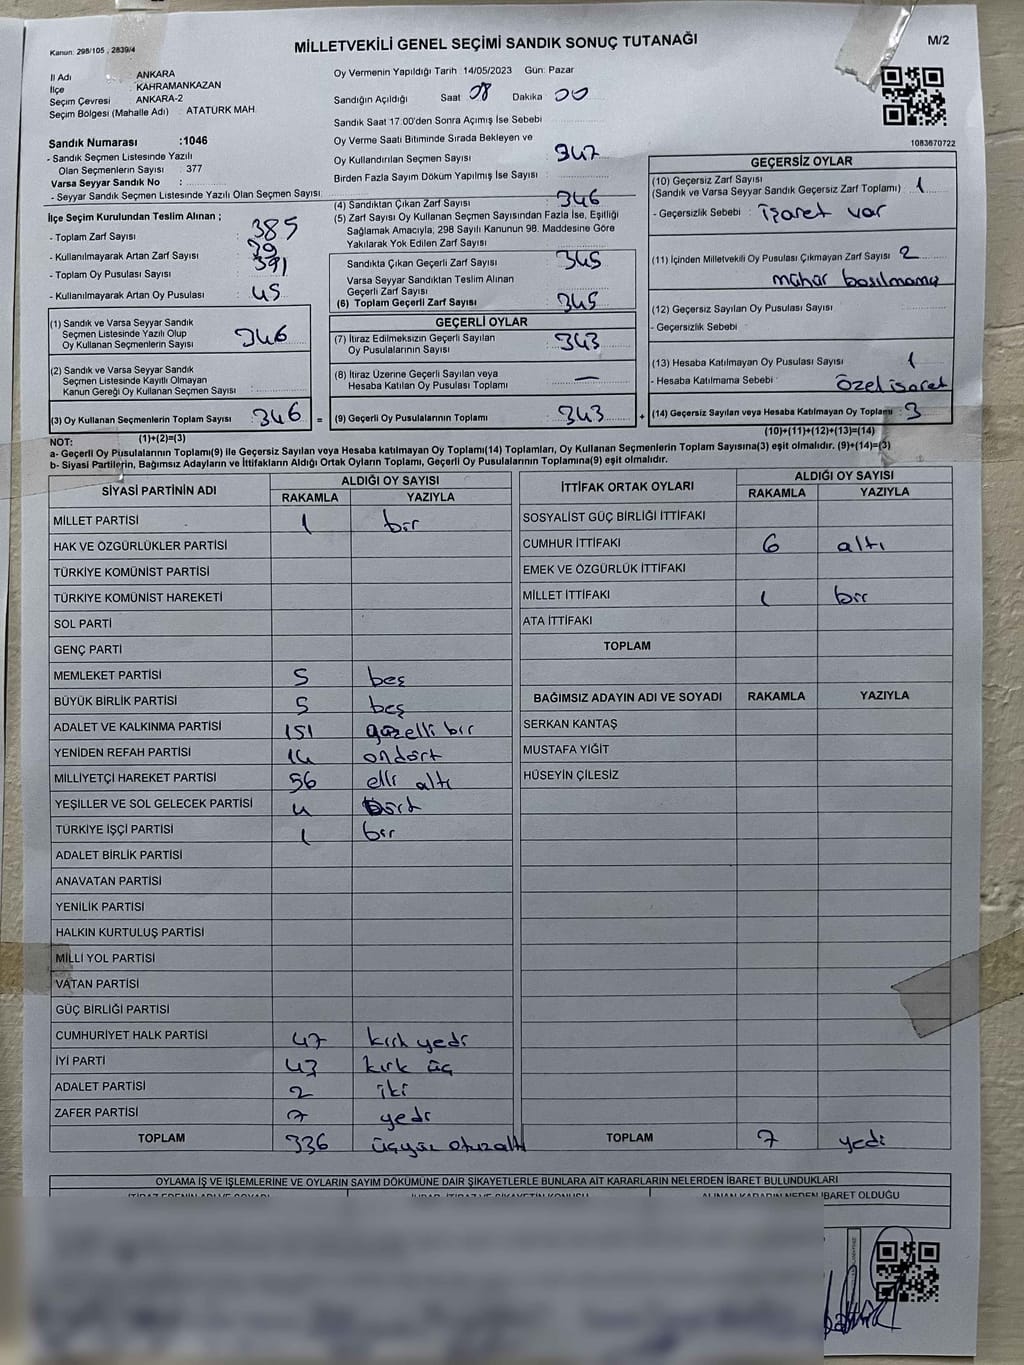 Kanun: 298/105 , 2839/4
MİLLETVEKİLİ GENEL SEÇİMİ SANDIK SONUÇ TUTANAĞI
M/2
İl Adı ANKARA
İlçe KAHRAMANKAZAN
Seçim Çevresi ANKARA-2
Seçim Bölgesi (Mahalle Adı) : ATATÜRK MAH.
Sandık Numarası :1046
- Sandık Seçmen Listesinde Yazılı
Olan Seçmenlerin Sayısı : 377
Varsa Seyyar Sandık No :
- Seyyar Sandık Seçmen Listesinde Yazılı Olan Seçmen Sayısı
Oy Vermenin Yapıldığı Tarih 14/05/2023 Gün: Pazar
Sandığın Açıldığı Saat 08 Dakika 00
Sandık Saat 17:00'den Sonra Açımış İse Sebebi
Oy Verme Saati Bitiminde Sırada Bekleyen ve
Oy Kullandırılan Seçmen Sayısı : 347
Birden Fazla Sayım Döküm Yapılmış İse Sayısı :
1083670722
İlçe Seçim Kurulundan Teslim Alınan ;
- Toplam Zarf Sayısı : 385
- Kullanılmayarak Artan Zarf Sayısı : 39
- Toplam Oy Pusulası Sayısı : 391
- Kullanılmayarak Artan Oy Pusulası : 45
(1) Sandık ve Varsa Seyyar Sandık
Seçmen Listesinde Yazılı Olup
Oy Kullanan Seçmenlerin Sayısı 346
(2) Sandık ve Varsa Seyyar Sandık
Seçmen Listesinde Kayıtlı Olmayan
Kanun Gereği Oy Kullanan Seçmen Sayısı
(3) Oy Kullanan Seçmenlerin Toplam Sayısı 346 =
(1)+(2)=(3)
(4) Sandıktan Çıkan Zarf Sayısı : 346
(5) Zarf Sayısı Oy Kullanan Seçmen Sayısından Fazla İse, Eşitliği
Sağlamak Amacıyla, 298 Sayılı Kanunun 98. Maddesine Göre
Yakılarak Yok Edilen Zarf Sayısı
Sandıkta Çıkan Geçerli Zarf Sayısı : 345
Varsa Seyyar Sandıktan Teslim Alınan
Geçerli Zarf Sayısı :
(6) Toplam Geçerli Zarf Sayısı : 345
GEÇERLİ OYLAR
(7) İtiraz Edilmeksizin Geçerli Sayılan
Oy Pusulalarının Sayısı : 343
(8) İtiraz Üzerine Geçerli Sayılan veya
Hesaba Katılan Oy Pusulası Toplamı : —
(9) Geçerli Oy Pusulalarının Toplamı : 343 +
GEÇERSİZ OYLAR
(10) Geçersiz Zarf Sayısı
(Sandık ve Varsa Seyyar Sandık Geçersiz Zarf Toplamı) : 1
- Geçersizlik Sebebi : işaret var
(11) İçinden Milletvekili Oy Pusulası Çıkmayan Zarf Sayısı : 2
mühür basılmama
(12) Geçersiz Sayılan Oy Pusulası Sayısı :
- Geçersizlik Sebebi :
(13) Hesaba Katılmayan Oy Pusulası Sayısı : 1
- Hesaba Katılmama Sebebi : özel işaret
(14) Geçersiz Sayılan veya Hesaba Katılmayan Oy Toplamı : 3
(10)+(11)+(12)+(13)=(14)
NOT:
a- Geçerli Oy Pusulalarının Toplamı(9) ile Geçersiz Sayılan veya Hesaba katılmayan Oy Toplamı(14) Toplamları, Oy Kullanan Seçmenlerin Toplam Sayısına(3) eşit olmalıdır. (9)+(14)=(3)
b- Siyasi Partilerin, Bağımsız Adayların ve İttifakların Aldığı Ortak Oyların Toplamı, Geçerli Oy Pusulalarının Toplamına(9) eşit olmalıdır.
SİYASİ PARTİNİN ADI ALDIĞI OY SAYISI
RAKAMLA YAZIYLA
MİLLET PARTİSİ 1 bir
HAK VE ÖZGÜRLÜKLER PARTİSİ
TÜRKİYE KOMÜNİST PARTİSİ
TÜRKİYE KOMÜNİST HAREKETİ
SOL PARTİ
GENÇ PARTİ
MEMLEKET PARTİSİ 5 beş
BÜYÜK BİRLİK PARTİSİ 5 beş
ADALET VE KALKINMA PARTİSİ 151 yüzelli bir
YENİDEN REFAH PARTİSİ 14 ondört
MİLLİYETÇİ HAREKET PARTİSİ 56 elli altı
YEŞİLLER VE SOL GELECEK PARTİSİ 4 dört
TÜRKİYE İŞÇİ PARTİSİ 1 bir
ADALET BİRLİK PARTİSİ
ANAVATAN PARTİSİ
YENİLİK PARTİSİ
HALKIN KURTULUŞ PARTİSİ
MİLLİ YOL PARTİSİ
VATAN PARTİSİ
GÜÇ BİRLİĞİ PARTİSİ
CUMHURİYET HALK PARTİSİ 47 kırk yedi
İYİ PARTİ 43 kırk üç
ADALET PARTİSİ 2 iki
ZAFER PARTİSİ 7 yedi
TOPLAM 336 üçyüz otuzaltı
İTTİFAK ORTAK OYLARI ALDIĞI OY SAYISI
RAKAMLA YAZIYLA
SOSYALİST GÜÇ BİRLİĞİ İTTİFAKI
CUMHUR İTTİFAKI 6 altı
EMEK VE ÖZGÜRLÜK İTTİFAKI
MİLLET İTTİFAKI 1 bir
ATA İTTİFAKI
TOPLAM
BAĞIMSIZ ADAYIN ADI VE SOYADI RAKAMLA YAZIYLA
SERKAN KANTAŞ
MUSTAFA YİĞİT
HÜSEYİN ÇİLESİZ
TOPLAM 7 yedi
OYLAMA İŞ VE İŞLEMLERİNE VE OYLARIN SAYIM DÖKÜMÜNE DAİR ŞİKAYETLERLE BUNLARA AİT KARARLARIN NELERDEN İBARET BULUNDUKLARI
İTİRAZ EDENİN ADI VE SOYADI
ALINAN KARARIN NEDEN İBARET OLDUĞU